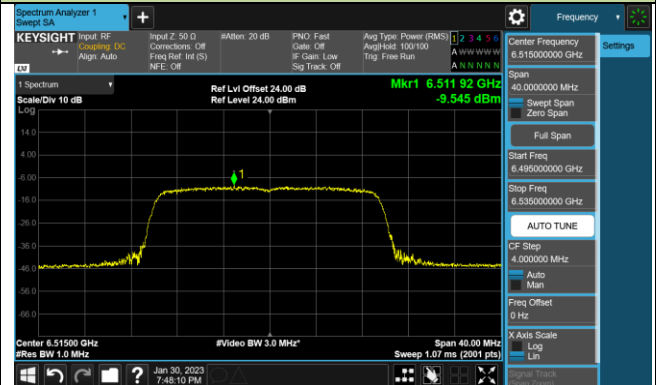 Spectrum Analyzer 1
Swept SA
+
Frequency
KEYSIGHT
Input: RF
Coupling: DC
Align: Auto
Input Z: 50 Ω
Corrections: Off
Freq Ref: Int (S)
NFE: Off
#Atten: 20 dB
PNO: Fast
Gate: Off
IF Gain: Low
Sig Track: Off
Avg Type: Power (RMS)
Avg|Hold: 100/100
Trig: Free Run
1 2 3 4 5 6
A W W W W W
A N N N N N
LXI
1 Spectrum
Scale/Div 10 dB
Ref Lvl Offset 24.00 dB
Ref Level 24.00 dBm
Mkr1 6.511 92 GHz
-9.545 dBm
Log
14.0
4.00
-6.00
-16.0
-26.0
-36.0
-46.0
-56.0
-66.0
1
Center 6.51500 GHz
#Res BW 1.0 MHz
#Video BW 3.0 MHz*
Span 40.00 MHz
Sweep 1.07 ms (2001 pts)
Center Frequency
6.515000000 GHz
Settings
Span
40.0000000 MHz
Swept Span
Zero Span
Full Span
Start Freq
6.495000000 GHz
Stop Freq
6.535000000 GHz
AUTO TUNE
CF Step
4.000000 MHz
Auto
Man
Freq Offset
0 Hz
X Axis Scale
Log
Lin
Signal Track
(Span Zoom)
?
Jan 30, 2023
7:48:10 PM